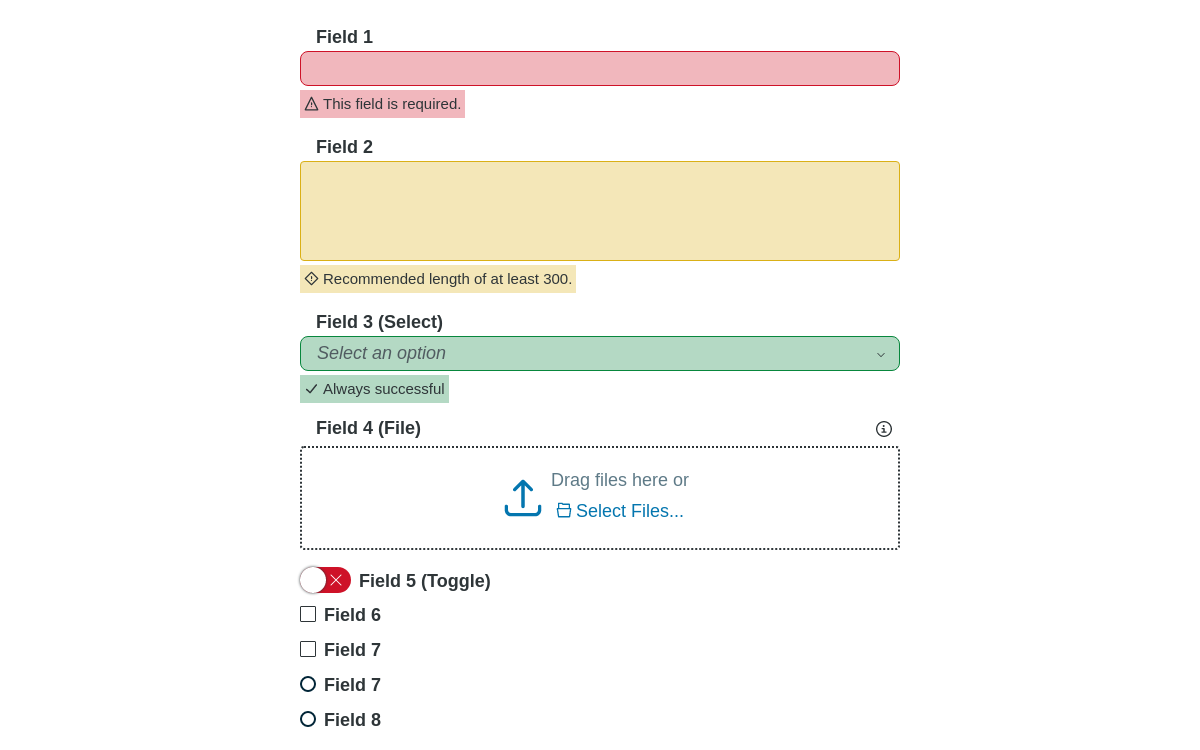 Field 1
This field is required.
Field 2
Recommended length of at least 300.
Field 3 (Select)
Select an option
Always successful
Field 4 (File)
Drag files here or
Select Files...
Field 5 (Toggle)
Field 6
Field 7
Field 7
Field 8